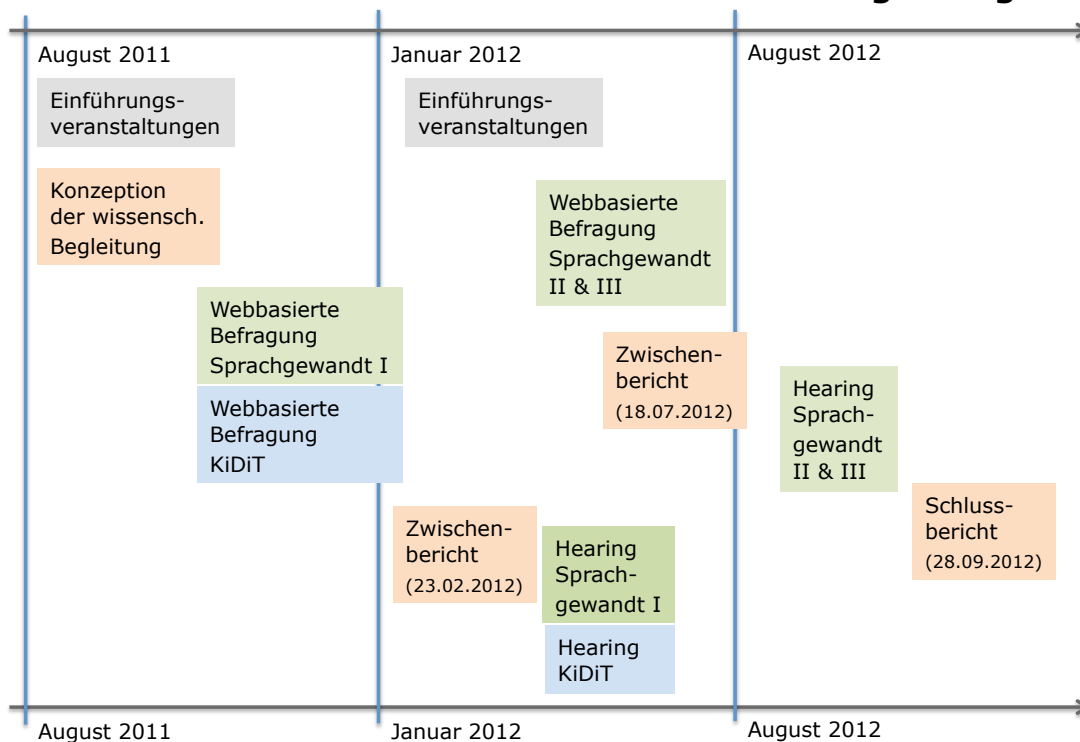 August 2011
Januar 2012
August 2012
Einführungs-
veranstaltungen
Einführungs-
veranstaltungen
Konzeption
der wissensch.
Begleitung
Webbasierte
Befragung
Sprachgewandt
II & III
Webbasierte
Befragung
Sprachgewandt I
Webbasierte
Befragung
KiDiT
Zwischen-
bericht
(18.07.2012)
Hearing
Sprach-
gewandt
II & III
Zwischen-
bericht
(23.02.2012)
Hearing
Sprach-
gewandt I
Hearing
KiDiT
Schluss-
bericht
(28.09.2012)
August 2011
Januar 2012
August 2012